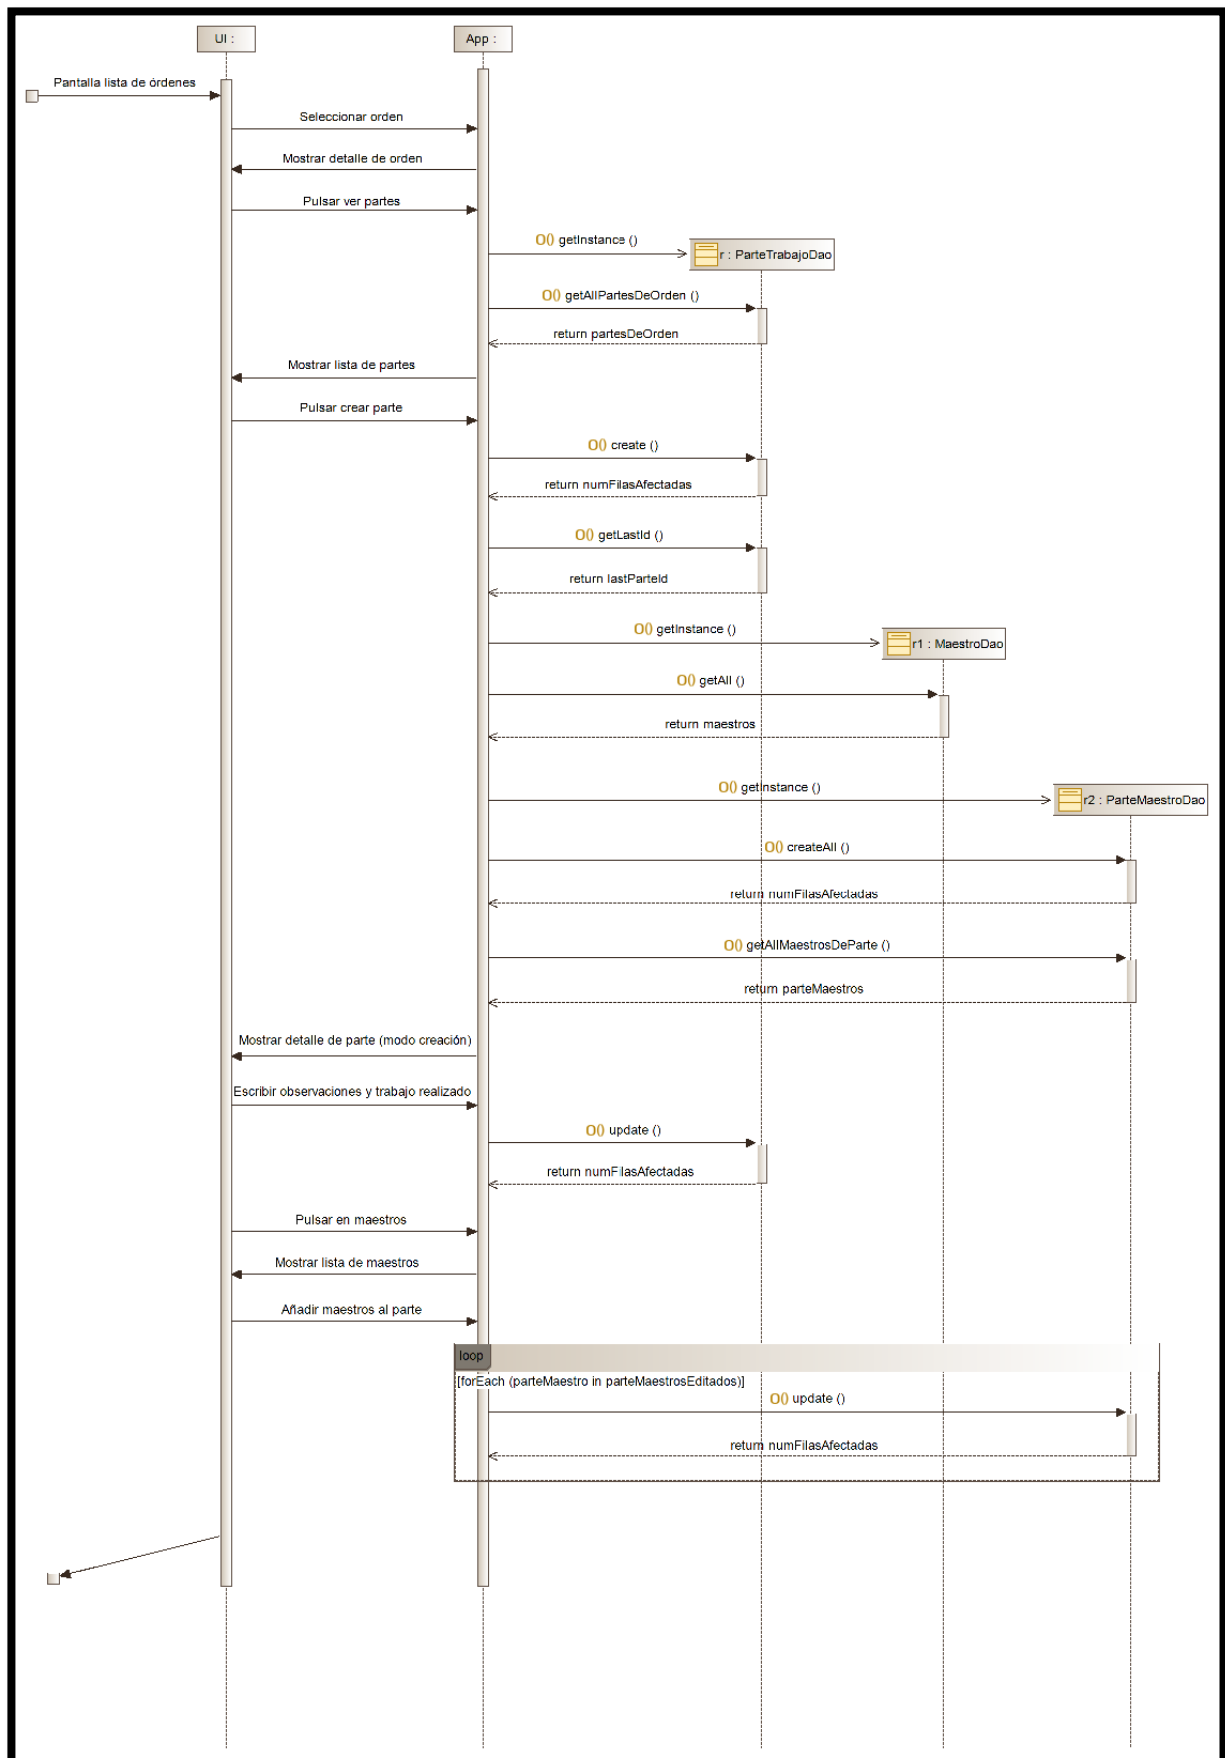 UI :
App :
Pantalla lista de órdenes
Seleccionar orden
Mostrar detalle de orden
Pulsar ver partes
O() getInstance ()
r : ParteTrabajoDao
O() getAllPartesDeOrden ()
return partesDeOrden
Mostrar lista de partes
Pulsar crear parte
O() create ()
return numFilasAfectadas
O() getLastId ()
return lastParteId
O() getInstance ()
r1 : MaestroDao
O() getAll ()
return maestros
O() getInstance ()
r2 : ParteMaestroDao
O() createAll ()
return numFilasAfectadas
O() getAllMaestrosDeParte ()
return parteMaestros
Mostrar detalle de parte (modo creación)
Escribir observaciones y trabajo realizado
O() update ()
return numFilasAfectadas
Pulsar en maestros
Mostrar lista de maestros
Añadir maestros al parte
loop
[forEach (parteMaestro in parteMaestrosEditados)]
O() update ()
return numFilasAfectadas